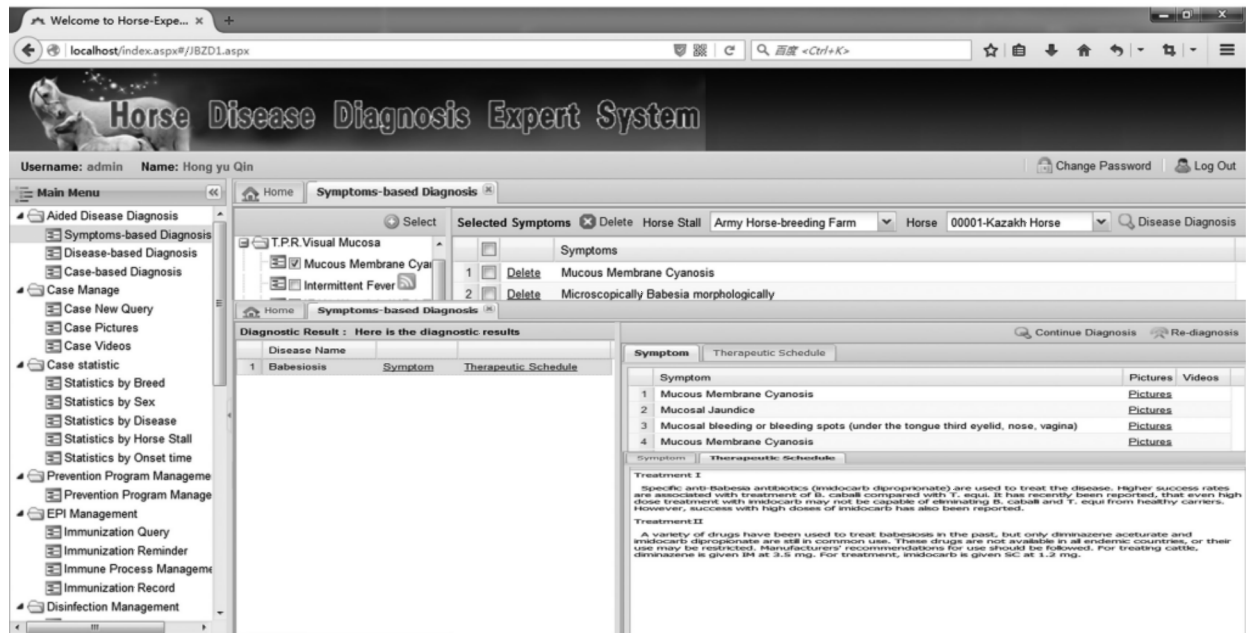 Welcome to Horse-Expe... × +
localhost/index.aspx#/JBZD1.aspx
百度 <Ctrl+K>
Horse Disease Diagnosis Expert System
Username: admin Name: Hong yu Qin
Change Password Log Out
Main Menu
Aided Disease Diagnosis
Symptoms-based Diagnosis
Disease-based Diagnosis
Case-based Diagnosis
Case Manage
Case New Query
Case Pictures
Case Videos
Case statistic
Statistics by Breed
Statistics by Sex
Statistics by Disease
Statistics by Horse Stall
Statistics by Onset time
Prevention Program Manageme
Prevention Program Manage
EPI Management
Immunization Query
Immunization Reminder
Immune Process Manageme
Immunization Record
Disinfection Management
Home Symptoms-based Diagnosis
Select
T.P.R.Visual Mucosa
Mucous Membrane Cyar
Intermittent Fever
Selected Symptoms Delete Horse Stall Army Horse-breeding Farm Horse 00001-Kazakh Horse Disease Diagnosis
Symptoms
1 Delete Mucous Membrane Cyanosis
2 Delete Microscopically Babesia morphologically
Home Symptoms-based Diagnosis
Diagnostic Result : Here is the diagnostic results
Disease Name
1 Babesiosis Symptom Therapeutic Schedule
Continue Diagnosis Re-diagnosis
Symptom Therapeutic Schedule
Symptom Pictures Videos
1 Mucous Membrane Cyanosis Pictures
2 Mucosal Jaundice Pictures
3 Mucosal bleeding or bleeding spots (under the tongue third eyelid, nose, vagina) Pictures
4 Mucous Membrane Cyanosis Pictures
Symptom Therapeutic Schedule
Treatment I
Specific anti-Babesia antibiotics (imidocarb diproprionate) are used to treat the disease. Higher success rates
are associated with treatment of B. caballi compared with T. equi. It has recently been reported, that even high
dose treatment with imidocarb may not be capable of eliminating B. caballi and T. equi from healthy carriers.
However, success with high doses of imidocarb has also been reported.
Treatment II
A variety of drugs have been used to treat babesiosis in the past, but only diminazene aceturate and
imidocarb dipropionate are still in common use. These drugs are not available in all endemic countries, or their
use may be restricted. Manufacturers' recommendations for use should be followed. For treating cattle,
diminazene is given IM at 3.5 mg. For treatment, imidocarb is given SC at 1.2 mg.